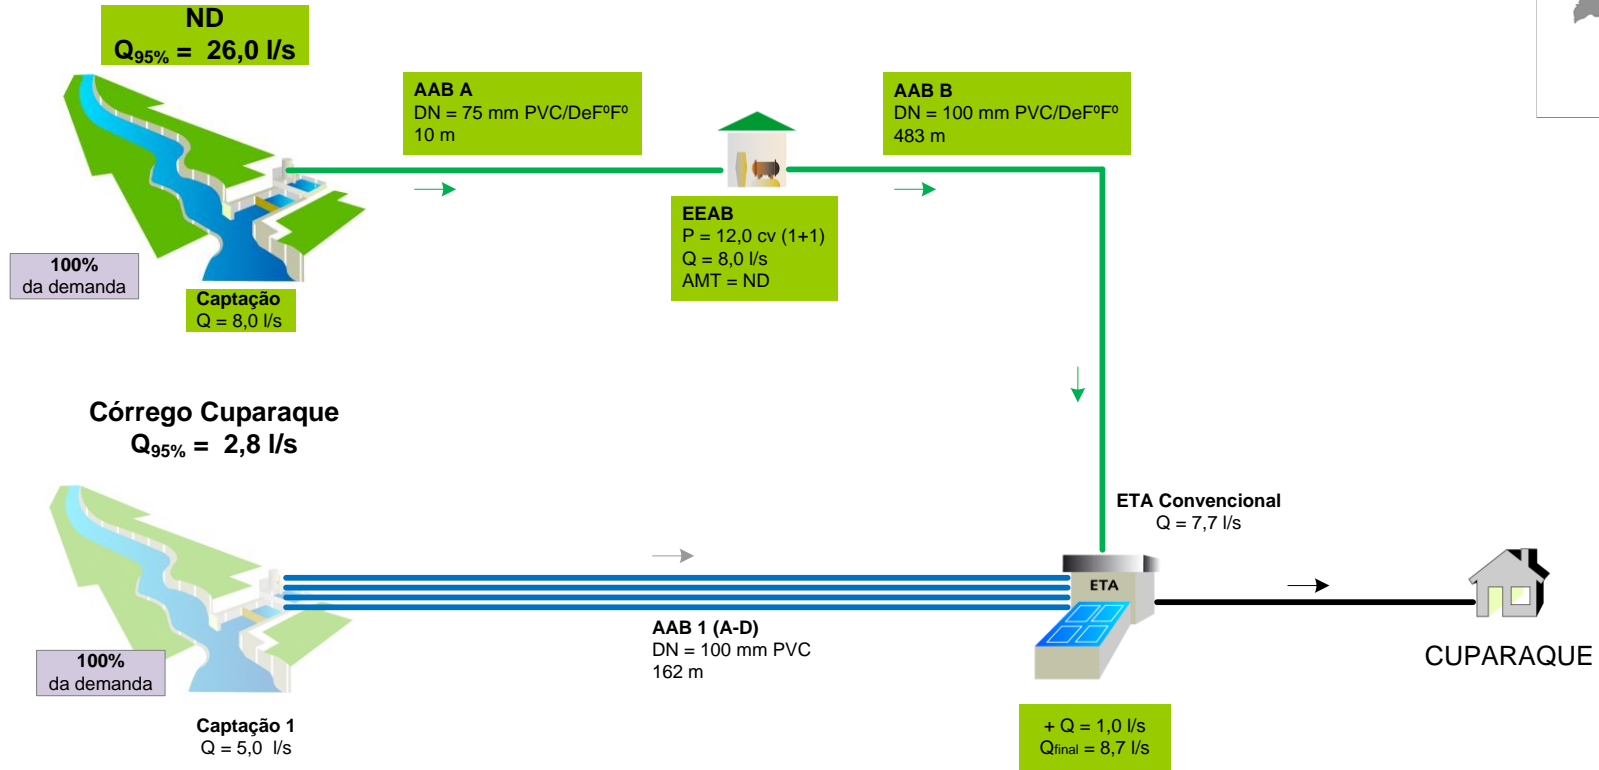 ND
Q95% = 26,0 l/s
AAB A
DN = 75 mm PVC/DeFºFº
10 m
AAB B
DN = 100 mm PVC/DeFºFº
483 m
EEAB
P = 12,0 cv (1+1)
Q = 8,0 l/s
AMT = ND
100%
da demanda
Captação
Q = 8,0 l/s
Córrego Cuparaque
Q95% = 2,8 l/s
ETA Convencional
Q = 7,7 l/s
ETA
AAB 1 (A-D)
DN = 100 mm PVC
162 m
CUPARAQUE
100%
da demanda
Captação 1
Q = 5,0 l/s
+ Q = 1,0 l/s
Qfinal = 8,7 l/s